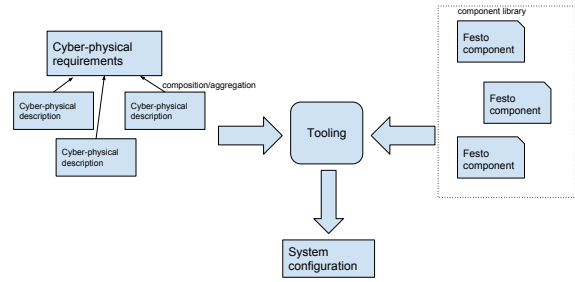 component library
Cyber-physical
requirements
Festo
component
composition/aggregation
Cyber-physical
description
Cyber-physical
description
Cyber-physical
description
Festo
component
Tooling
Festo
component
System
configuration